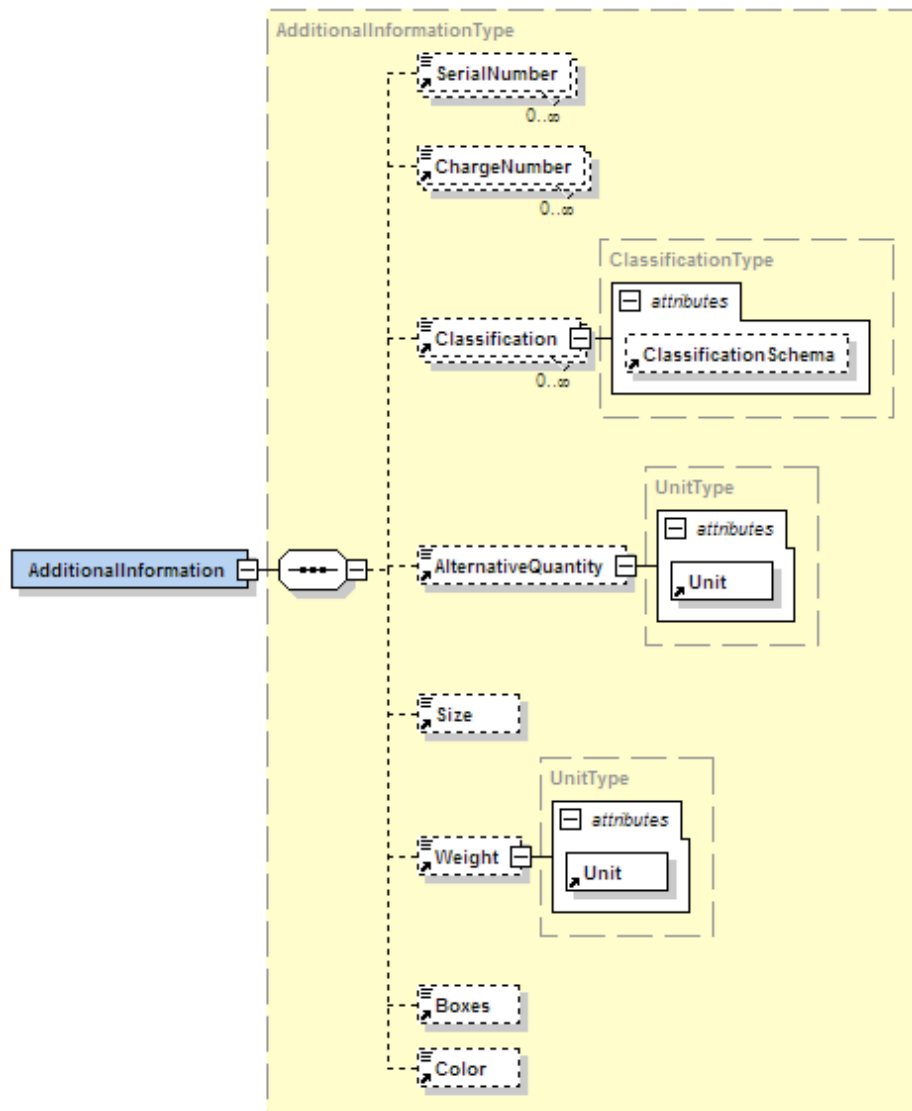 AdditionalInformationType
SerialNumber
0..∞
ChargeNumber
0..∞
ClassificationType
attributes
Classification
ClassificationSchema
0..∞
UnitType
attributes
AdditionalInformation
AlternativeQuantity
Unit
Size
UnitType
attributes
Weight
Unit
Boxes
Color